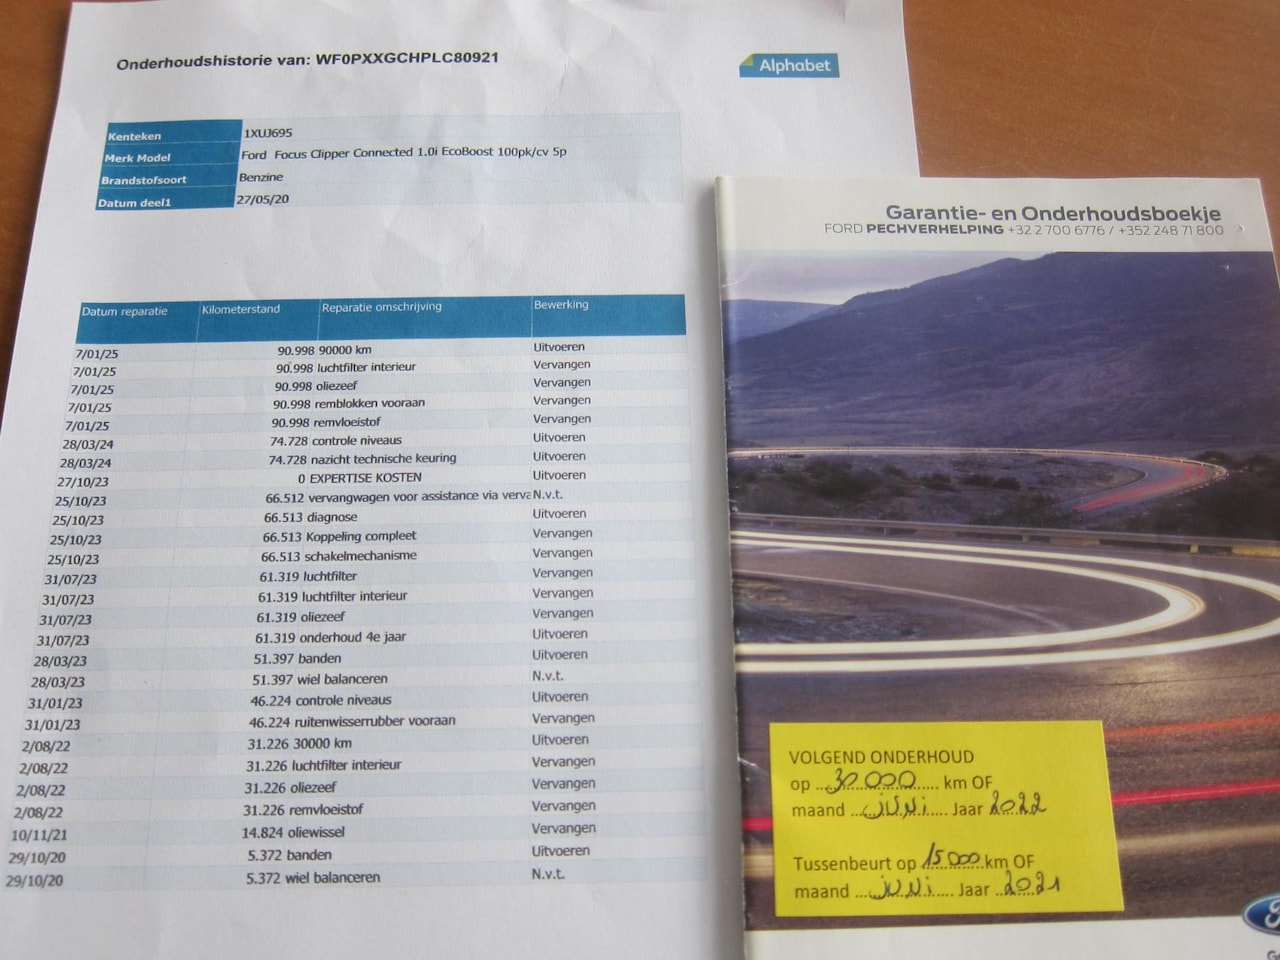 Onderhoudshistorie van: WF0PXXGCHPLC80921
Alphabet
Kenteken 1XUJ695
Merk Model Ford Focus Clipper Connected 1.0i EcoBoost 100pk/cv 5p
Brandstofsoort Benzine
Datum deel1 27/05/20
Datum reparatie Kilometerstand Reparatie omschrijving Bewerking
7/01/25 90.998 90000 km Uitvoeren
7/01/25 90.998 luchtfilter interieur Vervangen
7/01/25 90.998 oliezeef Vervangen
7/01/25 90.998 remblokken vooraan Vervangen
7/01/25 90.998 remvloeistof Vervangen
28/03/24 74.728 controle niveaus Uitvoeren
28/03/24 74.728 nazicht technische keuring Uitvoeren
27/10/23 0 EXPERTISE KOSTEN Uitvoeren
25/10/23 66.512 vervangwagen voor assistance via verva N.v.t.
25/10/23 66.513 diagnose Uitvoeren
25/10/23 66.513 Koppeling compleet Vervangen
25/10/23 66.513 schakelmechanisme Vervangen
31/07/23 61.319 luchtfilter Vervangen
31/07/23 61.319 luchtfilter interieur Vervangen
31/07/23 61.319 oliezeef Vervangen
31/07/23 61.319 onderhoud 4e jaar Uitvoeren
28/03/23 51.397 banden Uitvoeren
28/03/23 51.397 wiel balanceren N.v.t.
31/01/23 46.224 controle niveaus Uitvoeren
31/01/23 46.224 ruitenwisserrubber vooraan Vervangen
2/08/22 31.226 30000 km Uitvoeren
2/08/22 31.226 luchtfilter interieur Vervangen
2/08/22 31.226 oliezeef Vervangen
2/08/22 31.226 remvloeistof Vervangen
10/11/21 14.824 oliewissel Vervangen
29/10/20 5.372 banden Uitvoeren
29/10/20 5.372 wiel balanceren N.v.t.
Garantie- en Onderhoudsboekje
FORD PECHVERHELPING +32 2 700 6776 / +352 248 71 800
VOLGEND ONDERHOUD
op ...30.000...... km OF
maand ...juni.... Jaar 2022
Tussenbeurt op 15000 km OF
maand ...juni.... Jaar ..2021